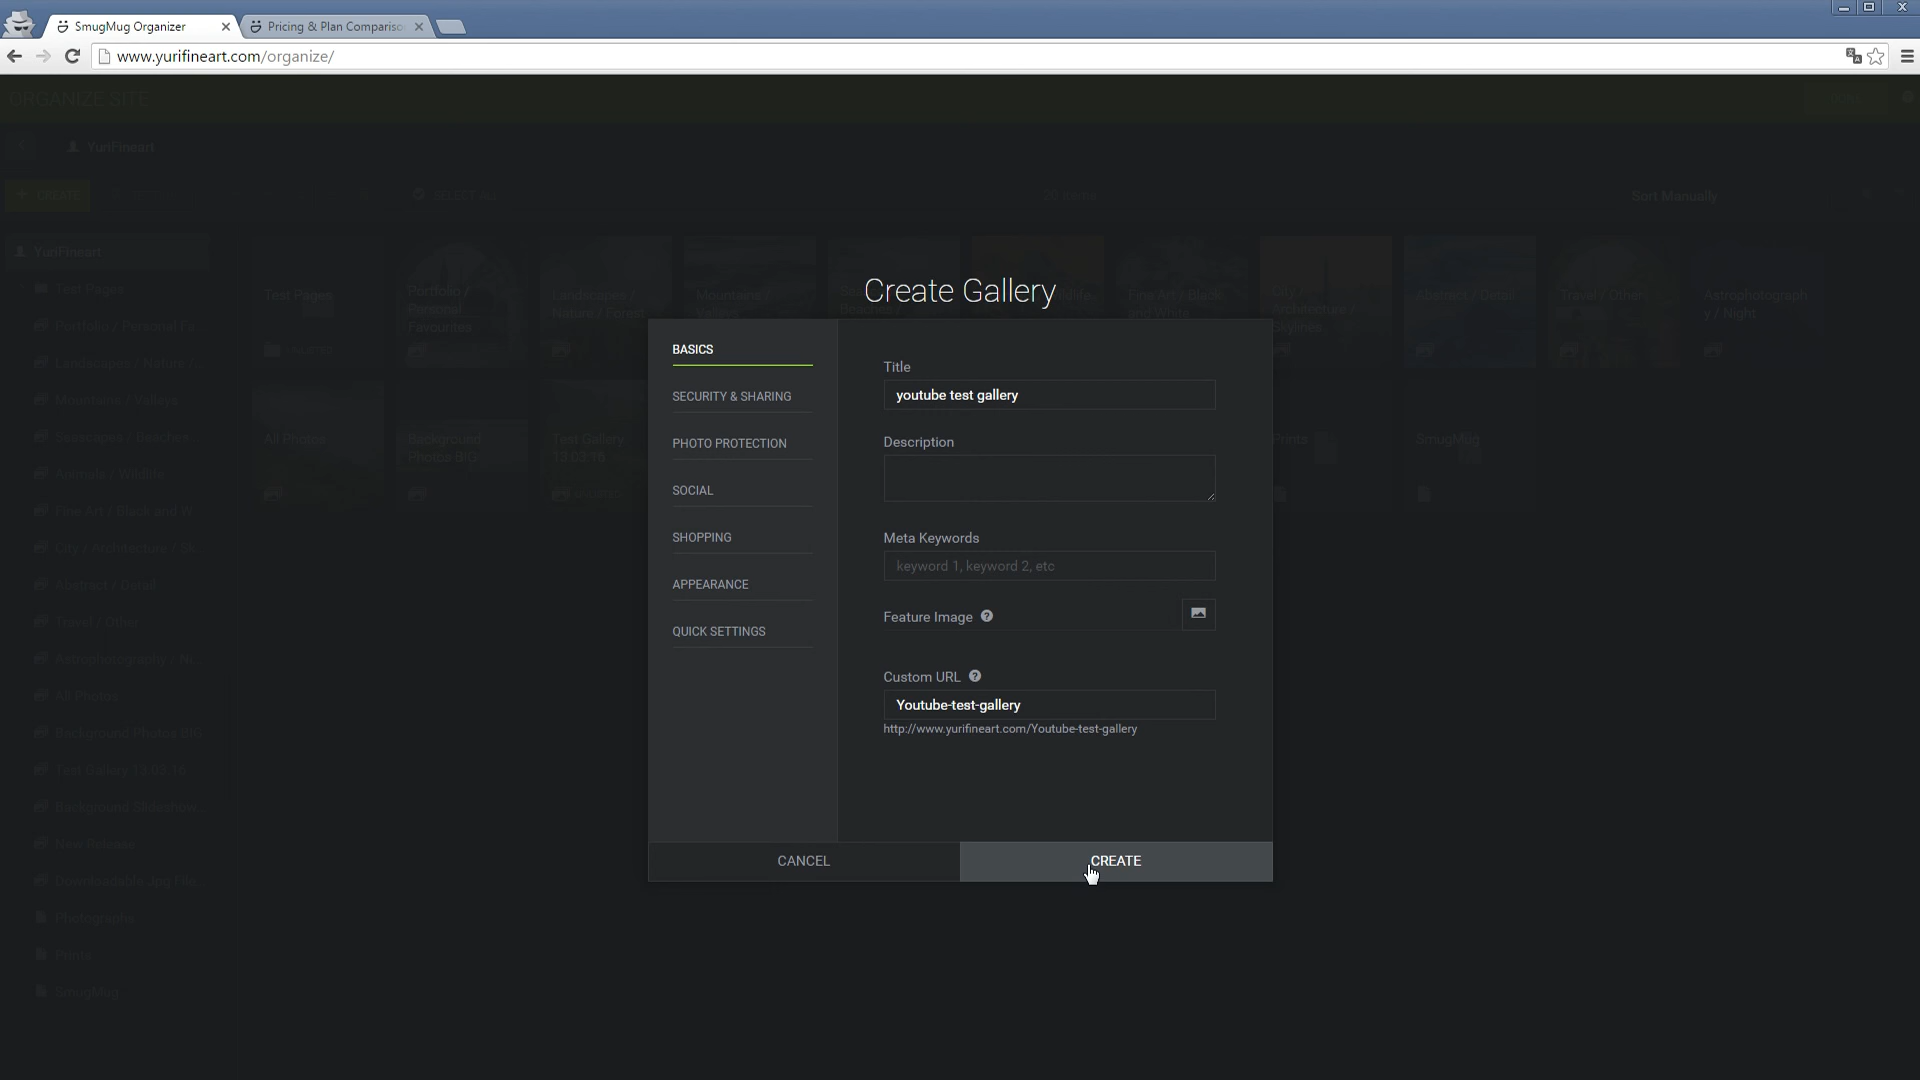 SmugMug Organizer
Pricing & Plan Compariso
www.yurifineart.com/organize/
ORGANIZE SITE
YuriFineart
CREATE
SELECT ALL
Sort Manually
YuriFineart
Test Pages
Portfolio / Personal Fa
Landscapes / Nature /
Mountains / Valleys
Seascapes / Beaches
Animals / Wildlife
Fine Art / Black and W
City / Architecture / Sk
Abstract / Detail
Travel / Other
Astrophotography / Ni
All Photos
Background Photos BIG
Test Gallery 13.03.16
Background Slideshow
New Release
Downloadable Jpg File
Photographs
Prints
SmugMug
Test Pages
Portfolio /
Personal
Favourites
Landscapes /
Nature / Forest
Mountains /
Valleys
Beaches /
Fine Art / Black
and White
City /
Architecture /
Skylines
Abstract / Detail
Travel / Other
Astrophotograph
y / Night
All Photos
Background
Photos BIG
Test Gallery
13.03.16
Prints
SmugMug
Create Gallery
BASICS
SECURITY & SHARING
PHOTO PROTECTION
SOCIAL
SHOPPING
APPEARANCE
QUICK SETTINGS
Title
youtube test gallery
Description
Meta Keywords
keyword 1, keyword 2, etc
Feature Image ?
Custom URL ?
Youtube-test-gallery
http://www.yurifineart.com/Youtube-test-gallery
CANCEL
CREATE